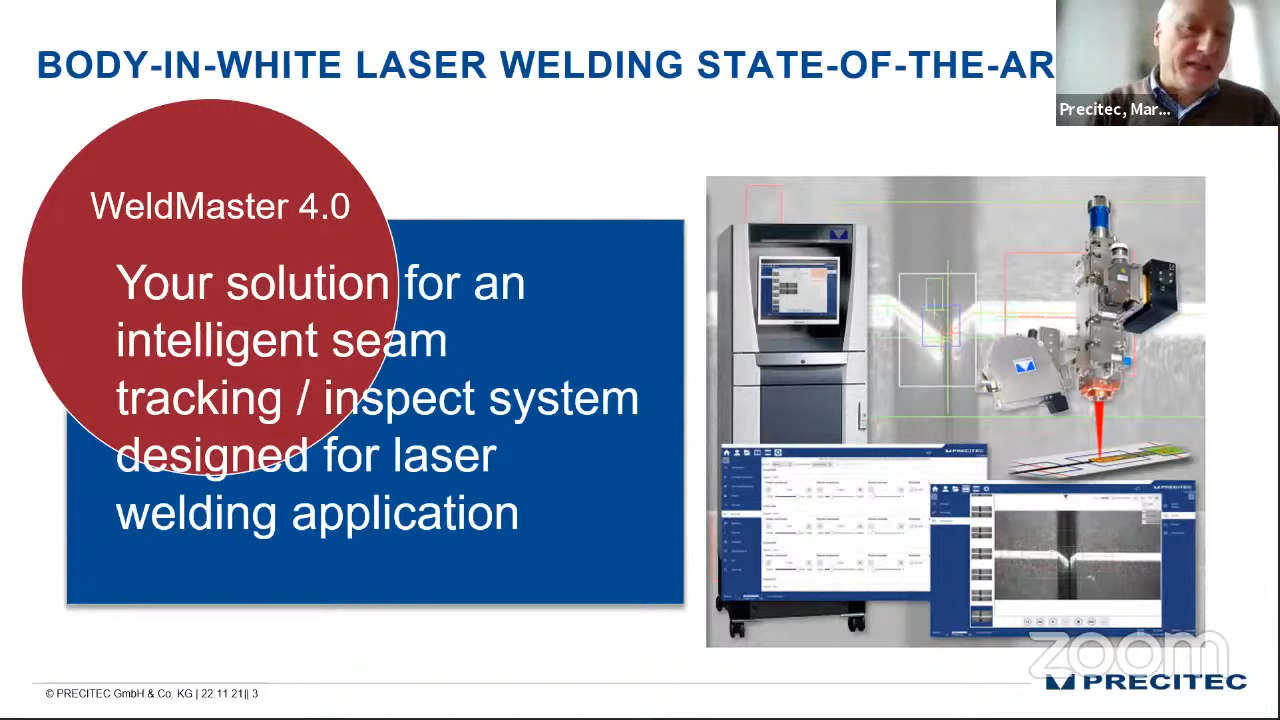 BODY-IN-WHITE LASER WELDING STATE-OF-THE-AR
Precitec, Mar...
WeldMaster 4.0
Your solution for an
intelligent seam
tracking / inspect system
designed for laser
welding application
PRECITEC
PRECITEC
zoom
© PRECITEC GmbH & Co. KG | 22.11 21|| 3
PRECITEC